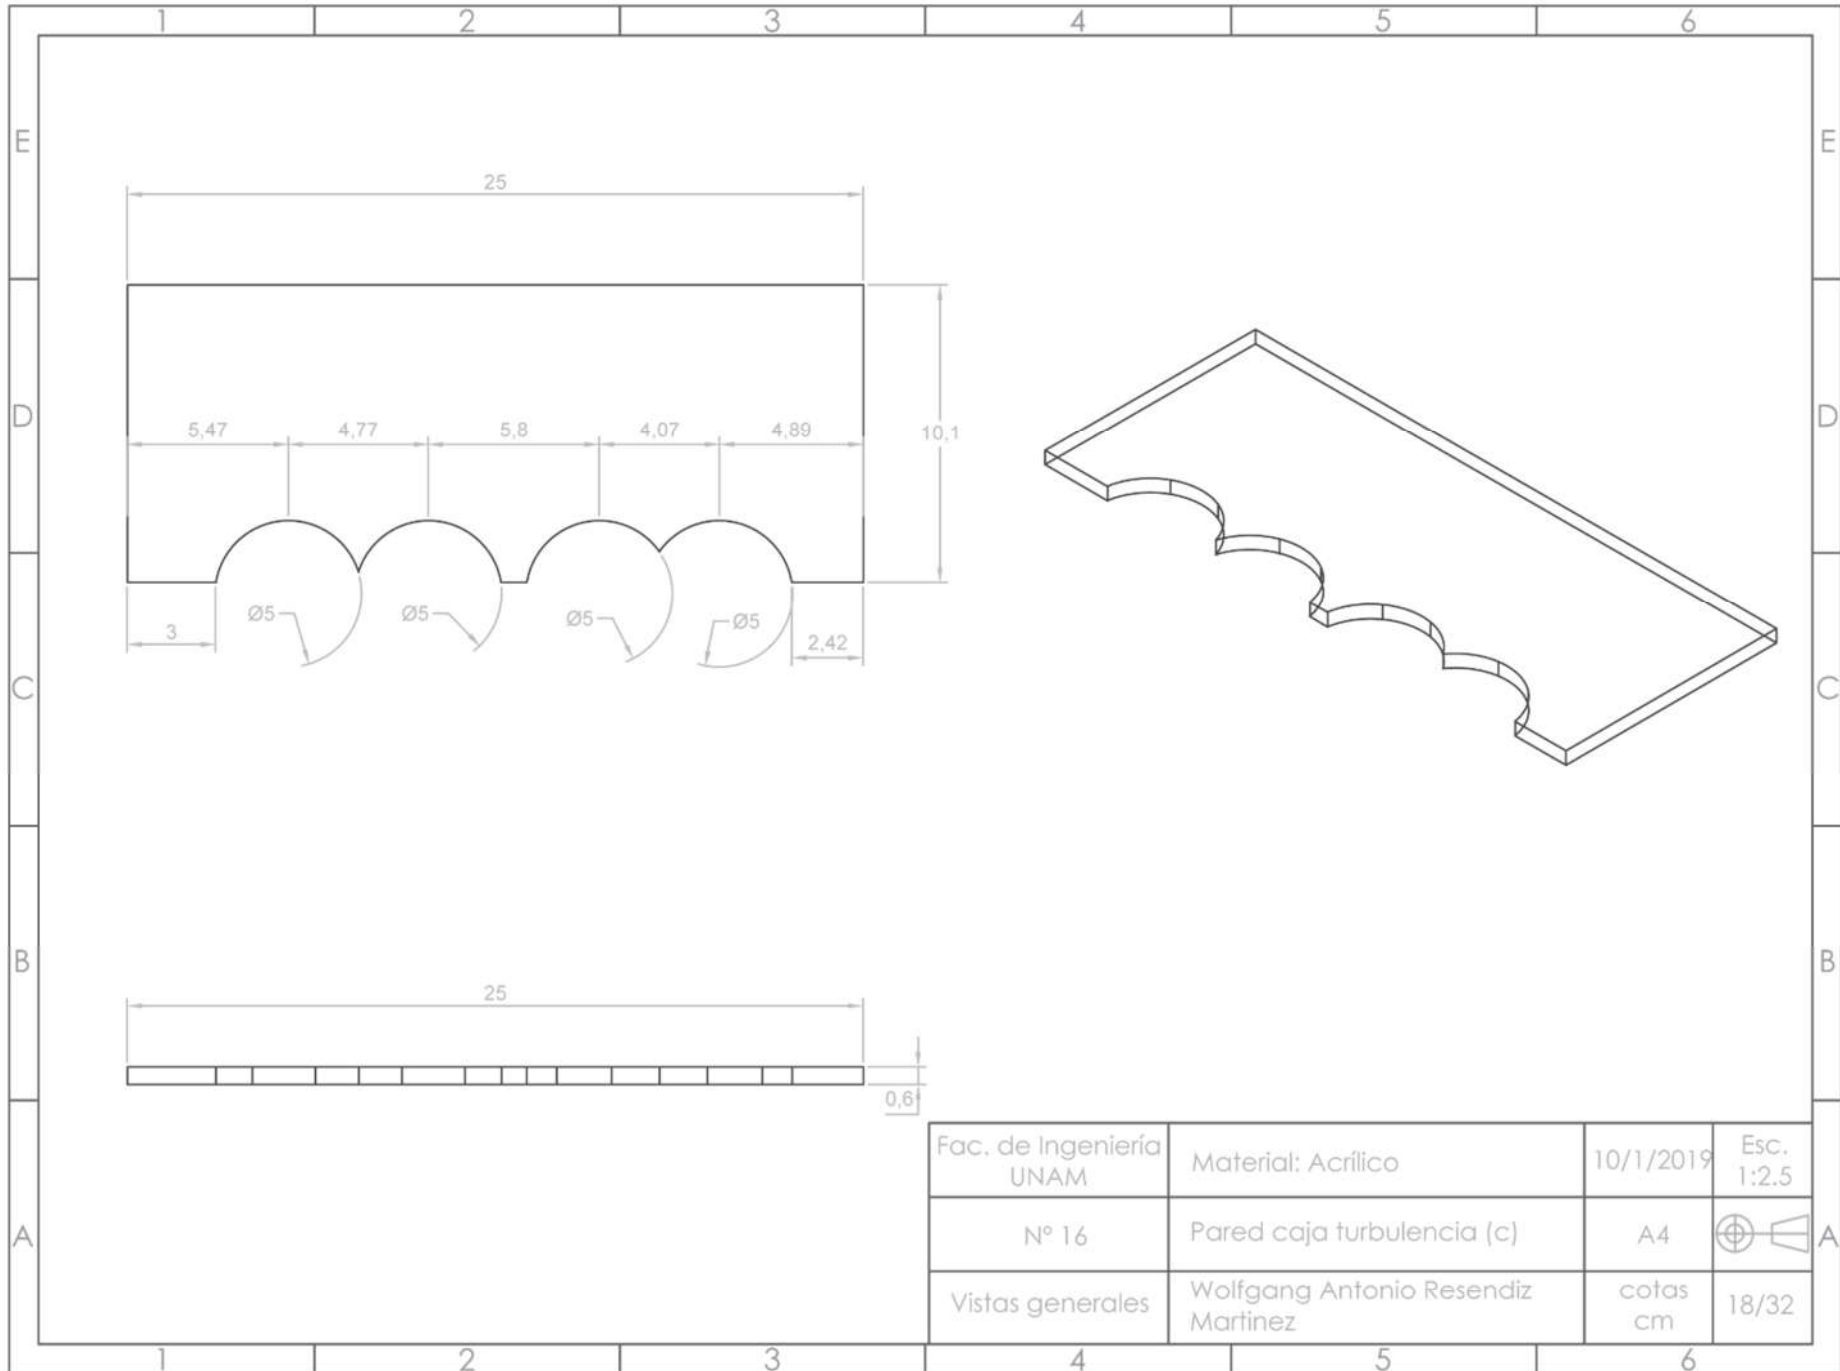 1 2 3 4 5 6
E E
25
D D
5,47 4,77 5,8 4,07 4,89
10,1
Ø5 Ø5 Ø5 Ø5
3
2,42
C C
B B
25
0,6
Fac. de Ingeniería
UNAM
Material: Acrílico
10/1/2019
Esc.
1:2.5
Nº 16
Pared caja turbulencia (c)
A4
A A
Vistas generales
Wolfgang Antonio Resendiz
Martinez
cotas
cm
18/32
1 2 3 4 5 6